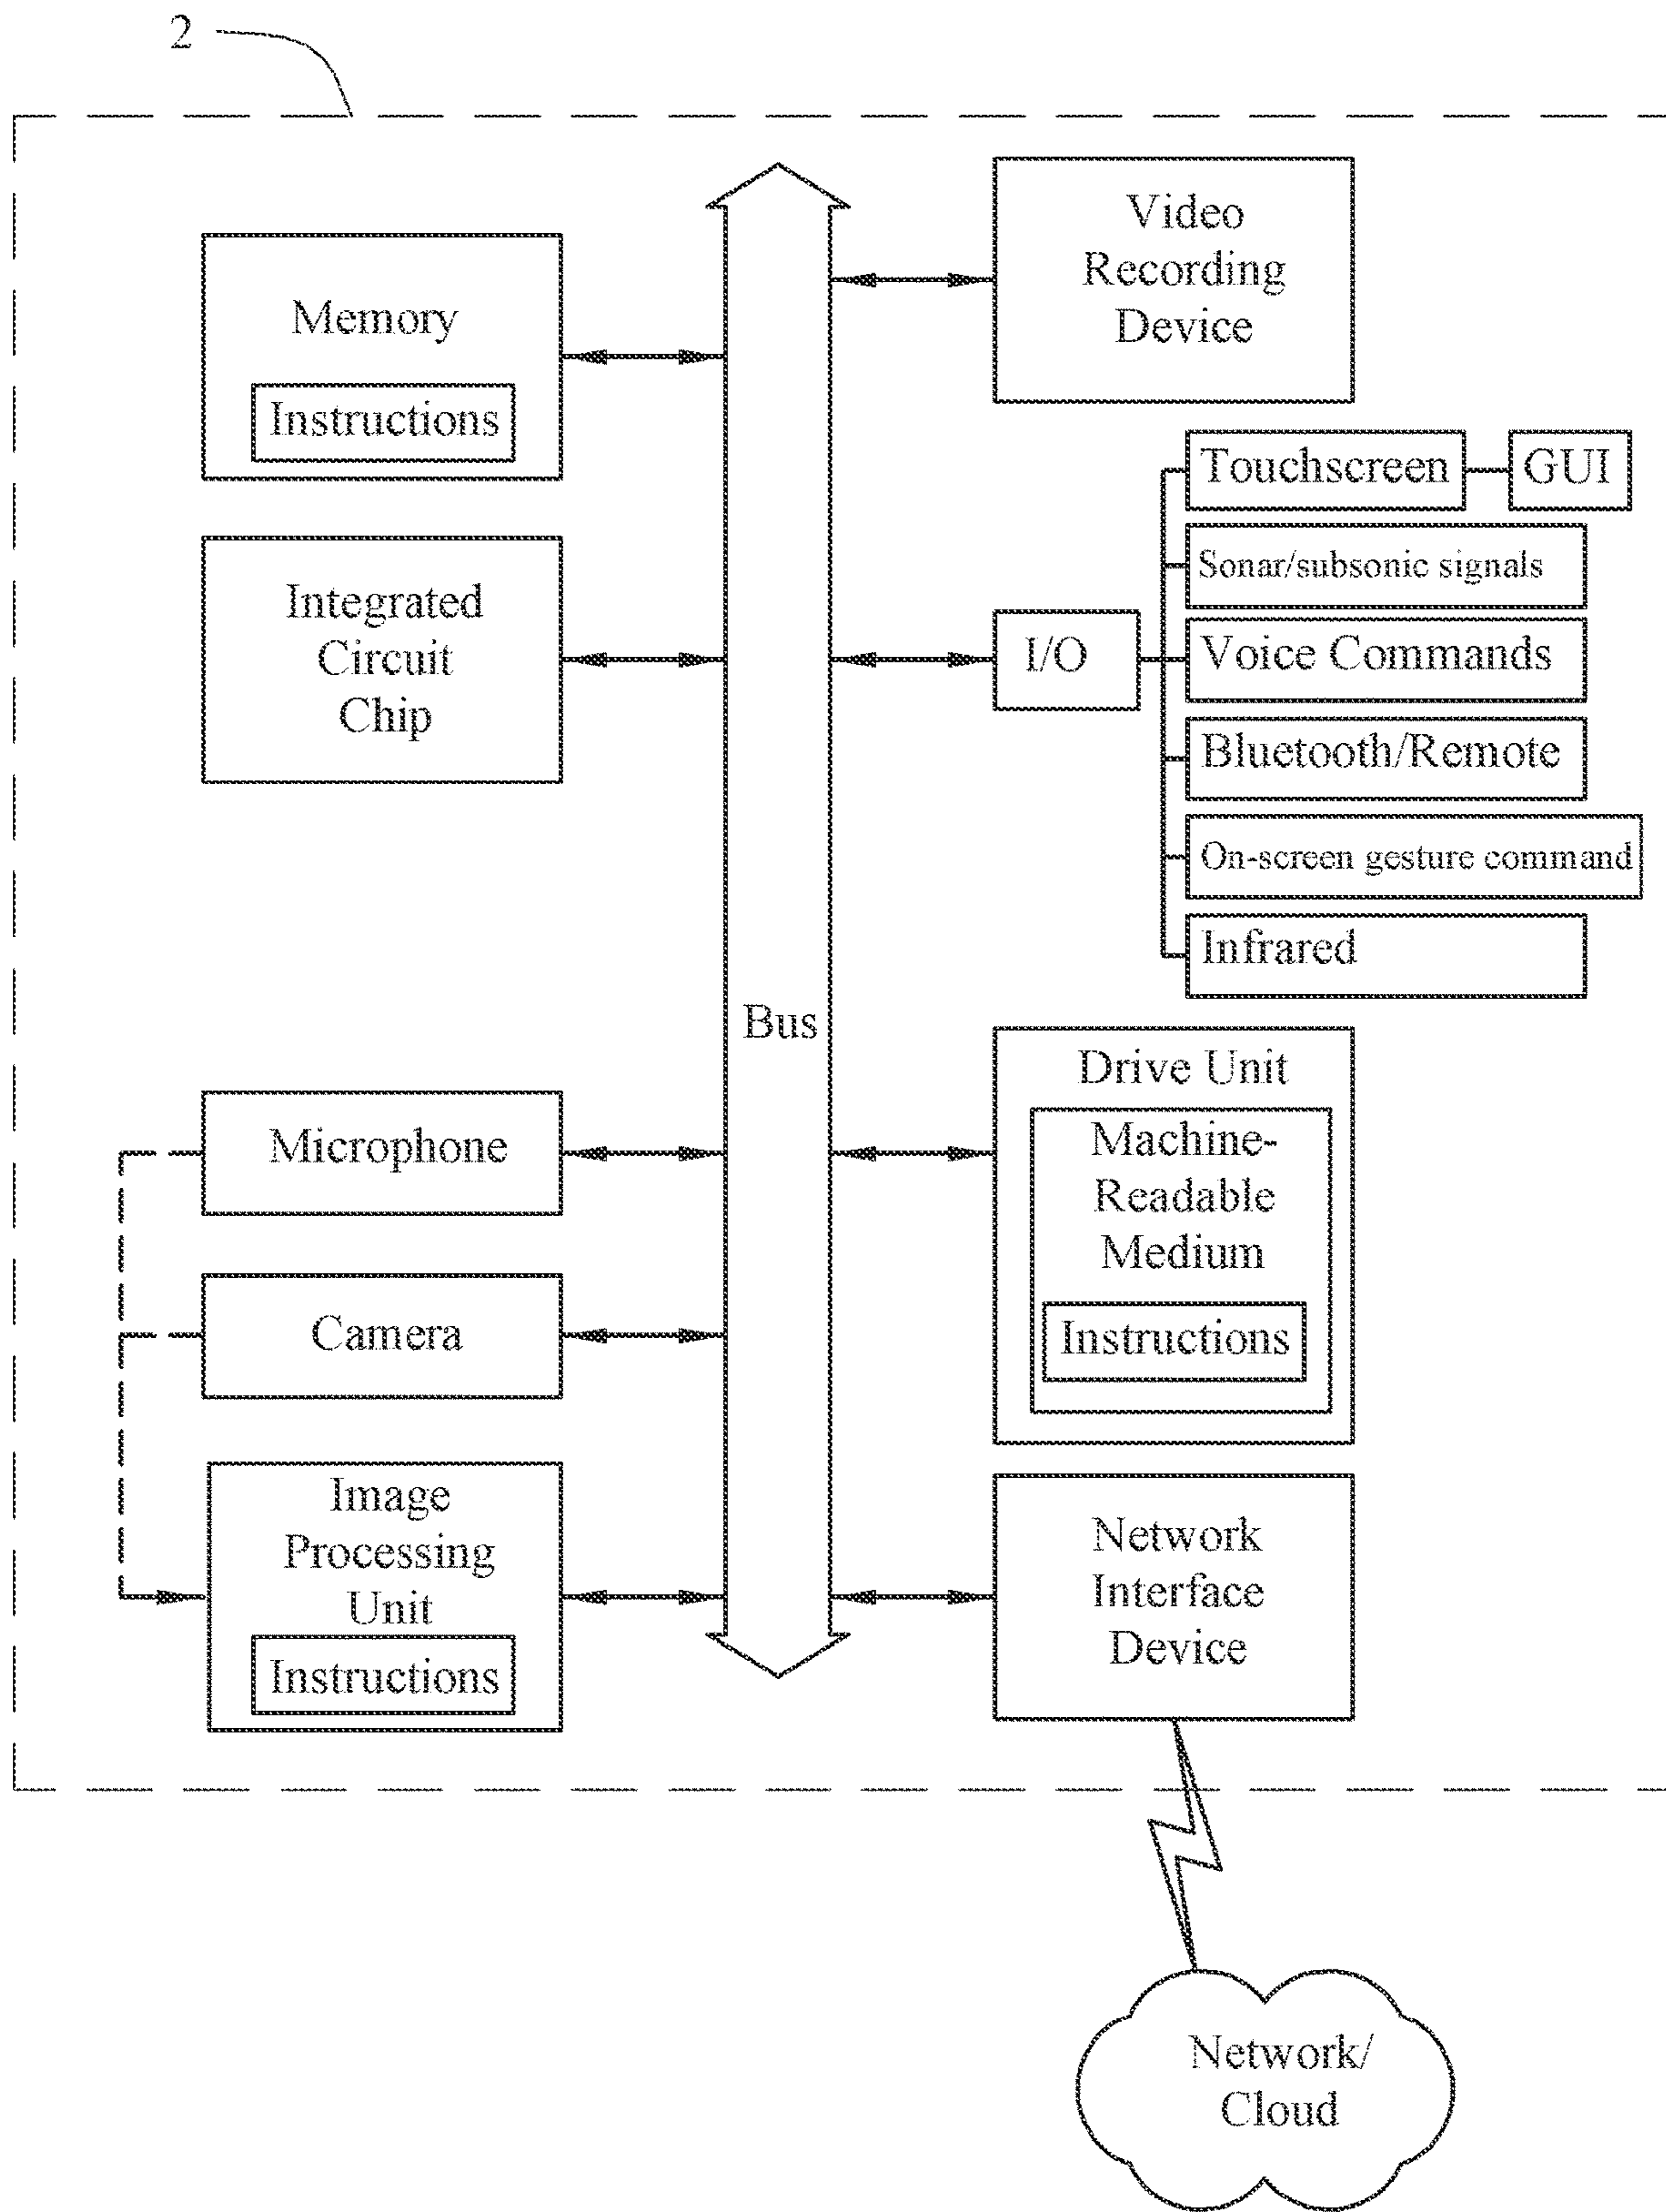 2
Memory
Instructions
Integrated
Circuit
Chip
Microphone
Camera
Image
Processing
Unit
Instructions
Bus
Video
Recording
Device
I/O
Touchscreen
GUI
Sonar/subsonic signals
Voice Commands
Bluetooth/Remote
On-screen gesture command
Infrared
Drive Unit
Machine-
Readable
Medium
Instructions
Network
Interface
Device
Network/
Cloud